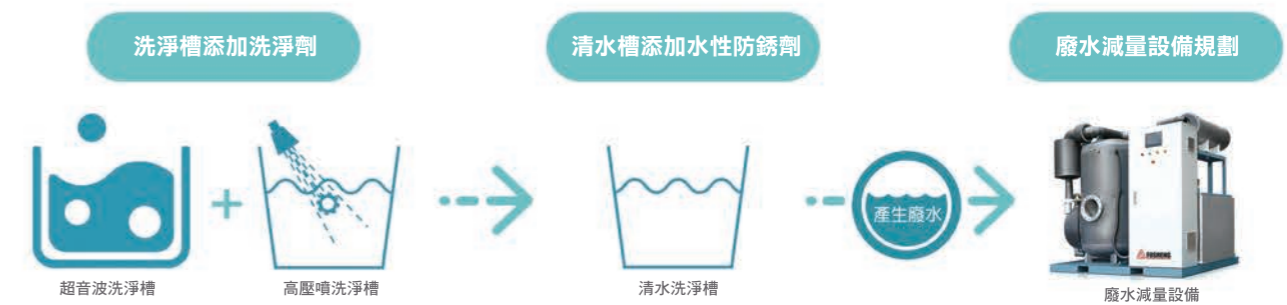 洗淨槽添加洗淨劑
清水槽添加水性防銹劑
廢水減量設備規劃
產生廢水
FUSHENG
超音波洗淨槽
高壓噴洗淨槽
清水洗淨槽
廢水減量設備